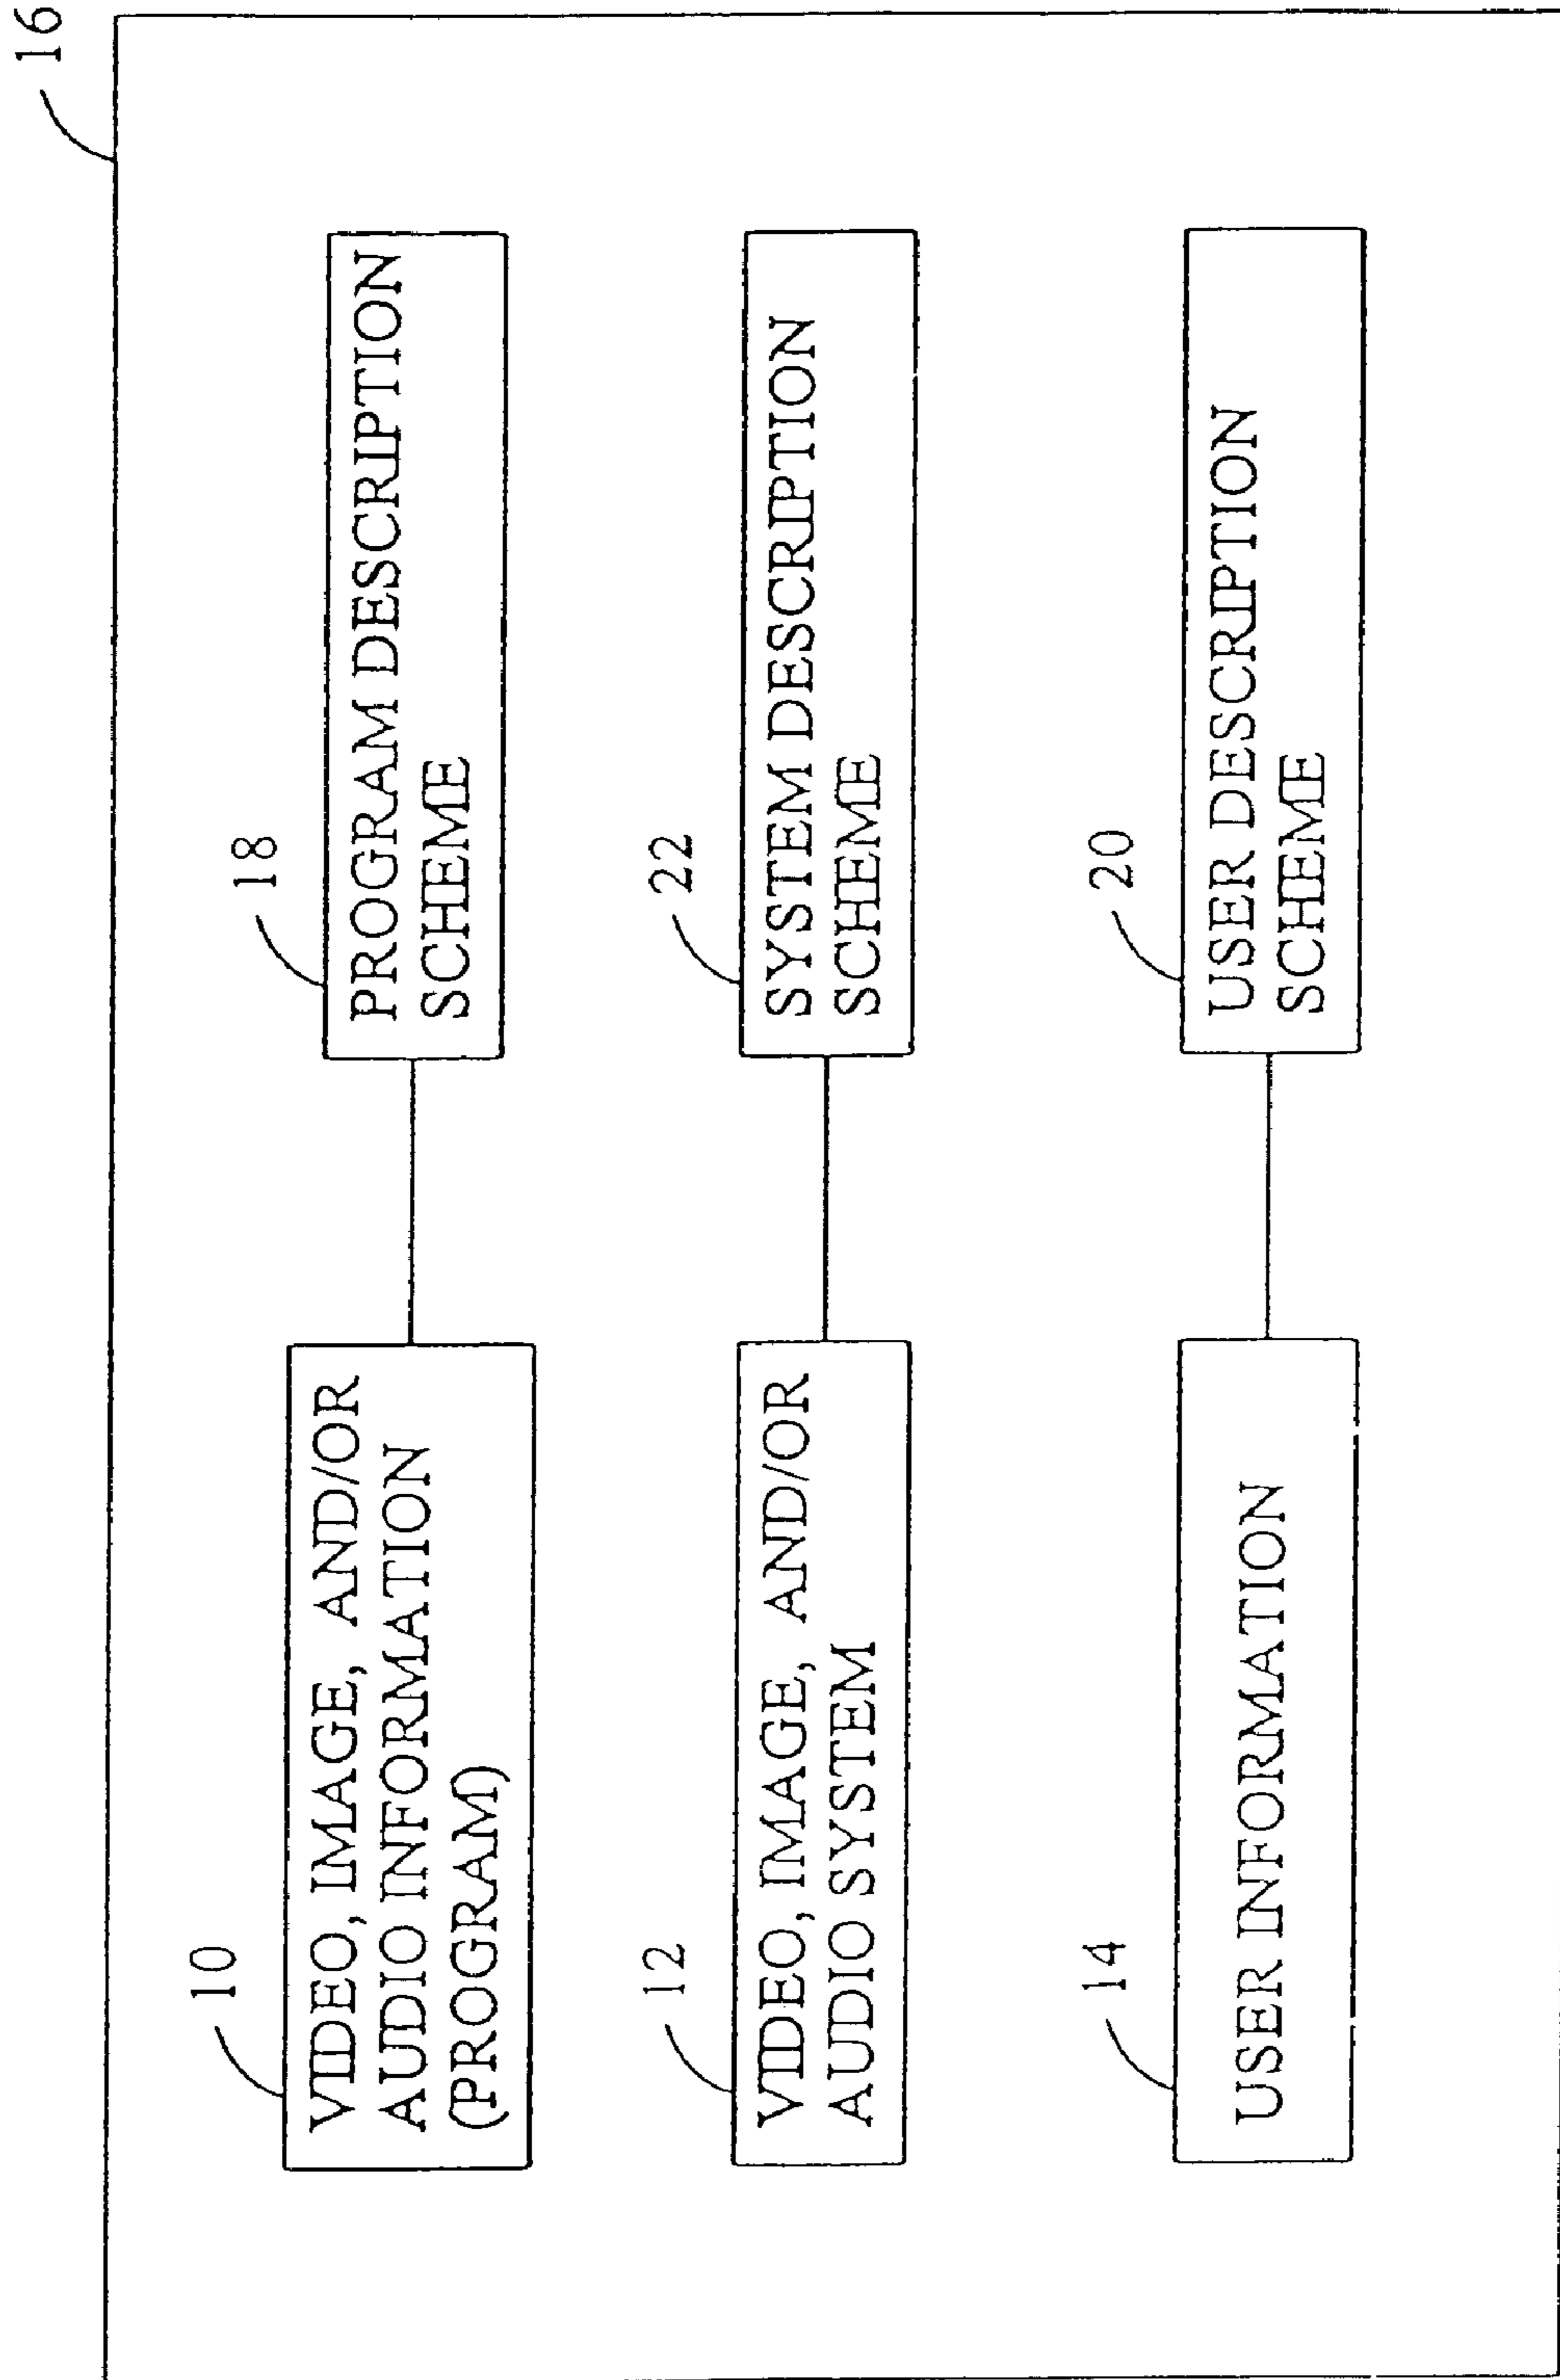 16
10
VIDEO, IMAGE, AND/OR
AUDIO INFORMATION
(PROGRAM)
18
PROGRAM DESCRIPTION
SCHEME
12
VIDEO, IMAGE, AND/OR
AUDIO SYSTEM
22
SYSTEM DESCRIPTION
SCHEME
14
USER INFORMATION
20
USER DESCRIPTION
SCHEME